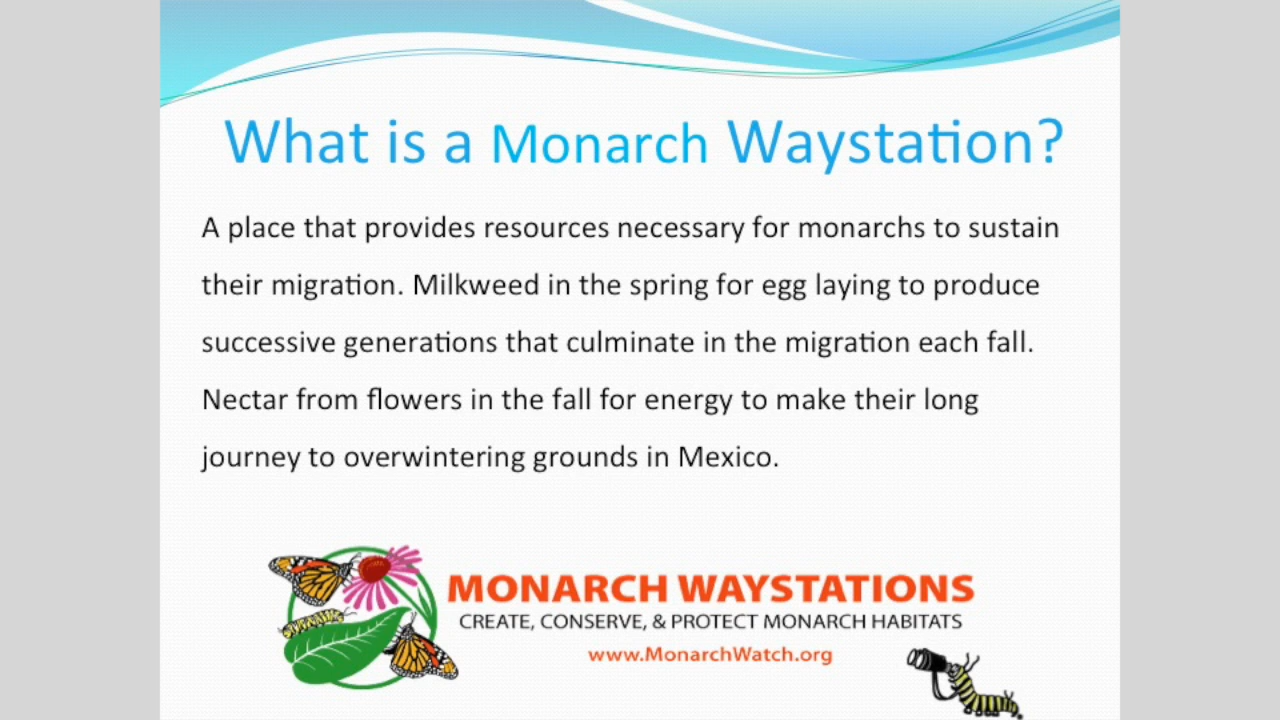 What is a Monarch Waystation?
A place that provides resources necessary for monarchs to sustain
their migration. Milkweed in the spring for egg laying to produce
successive generations that culminate in the migration each fall.
Nectar from flowers in the fall for energy to make their long
journey to overwintering grounds in Mexico.
MONARCH WAYSTATIONS
CREATE, CONSERVE, & PROTECT MONARCH HABITATS
www.MonarchWatch.org